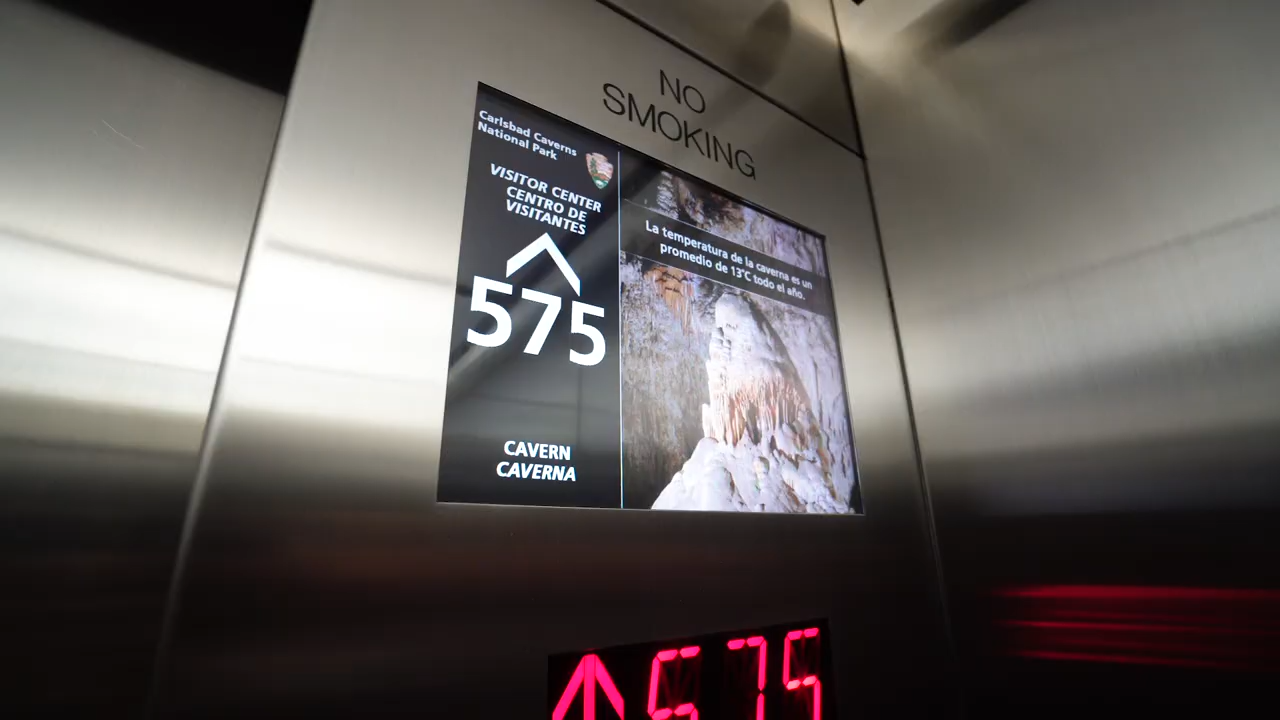 NO
SMOKING
Carlsbad Caverns
National Park
VISITOR CENTER
CENTRO DE
VISITANTES
575
CAVERN
CAVERNA
La temperatura de la caverna es un
promedio de 13°C todo el año.
575